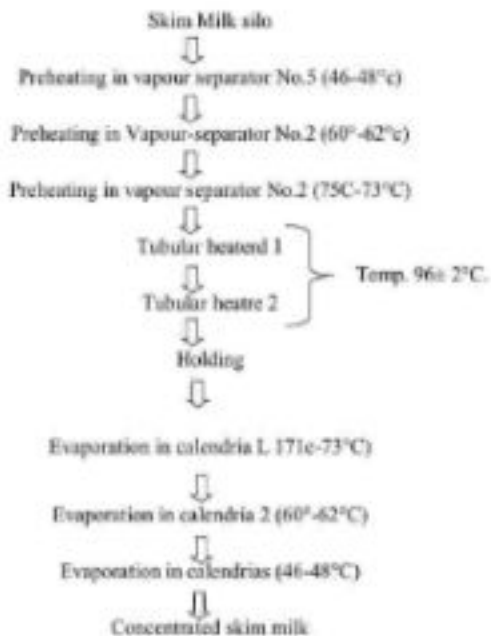 Skim Milk silo
Preheating in vapour separator No.5 (46-48°c)
Preheating in Vapour-separator No.2 (60°-62°c)
Preheating in vapour separator No.2 (75C-73°C)
Tubular heaterd 1
Temp. 96± 2°C.
Tubular heatre 2
Holding
Evaporation in calendria L 171c-73°C)
Evaporation in calendria 2 (60°-62°C)
Evaporation in calendrias (46-48°C)
Concentrated skim milk